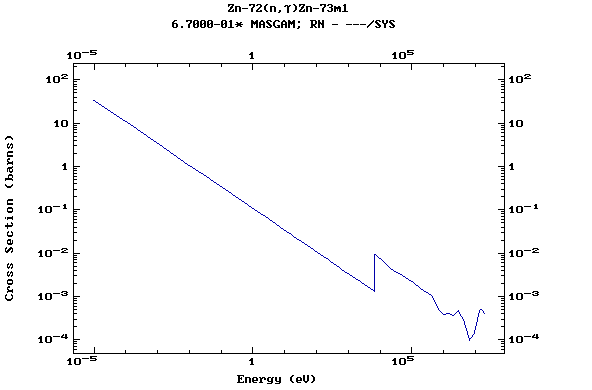 Zn-72(n,γ)Zn-73m1
6.7000-01* MASGAM; RN - ---/SYS
10⁻⁵ 1 10⁵
10² 10²
10 10
1 1
10⁻¹ 10⁻¹
10⁻² 10⁻²
10⁻³ 10⁻³
10⁻⁴ 10⁻⁴
10⁻⁵ 1 10⁵
Cross Section (barns)
Energy (eV)